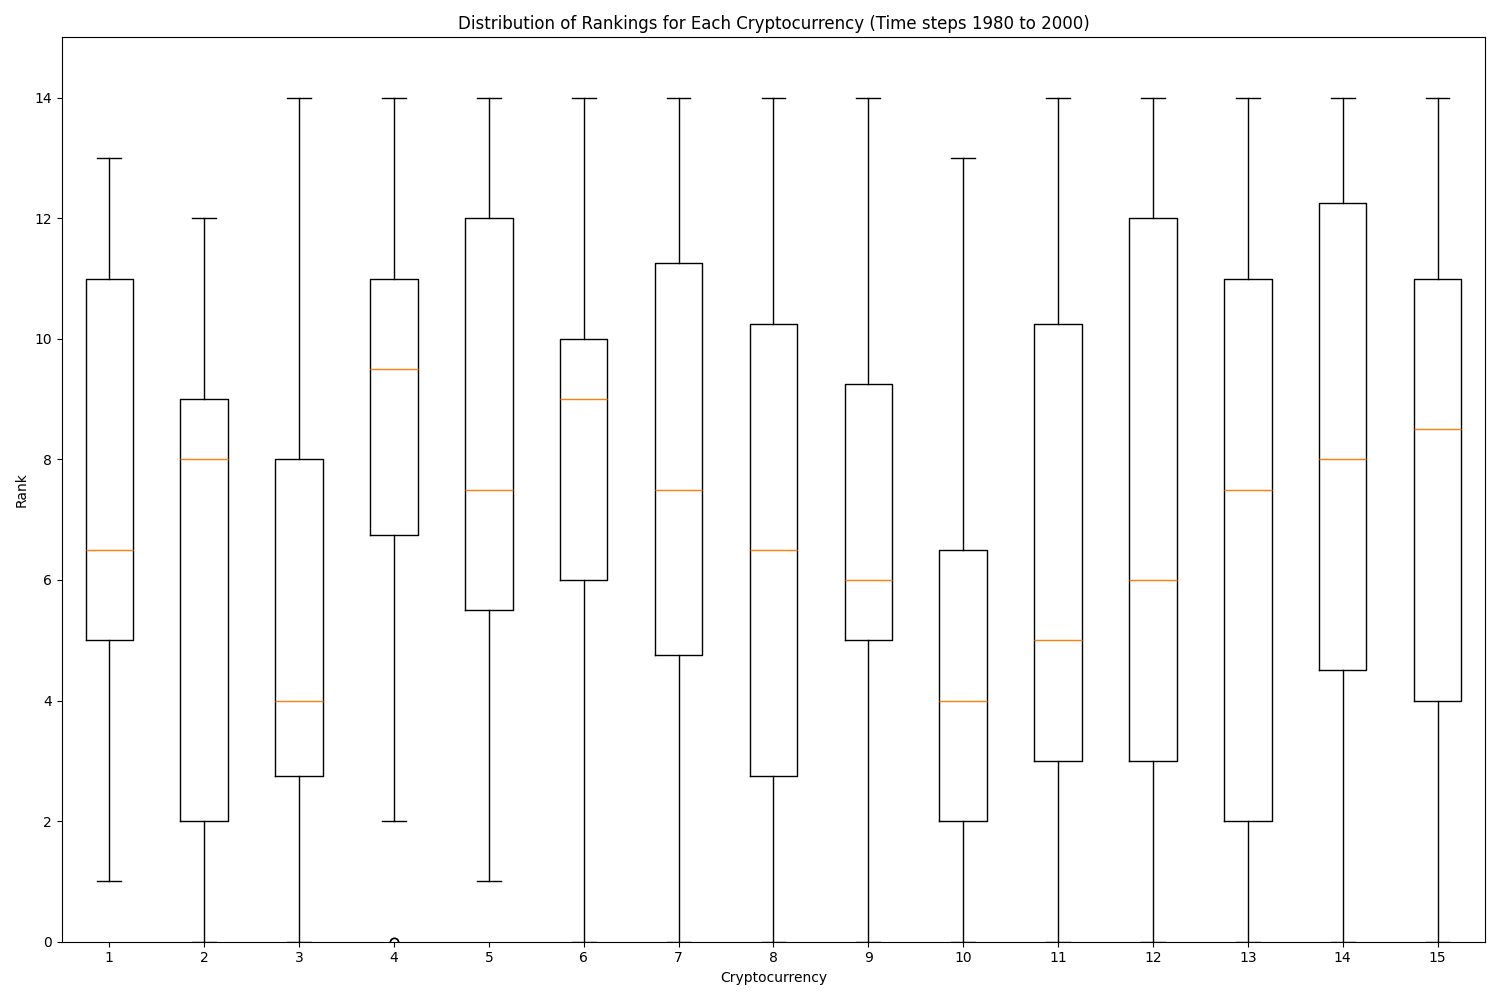 Distribution of Rankings for Each Cryptocurrency (Time steps 1980 to 2000)
Rank
14
12
10
8
6
4
2
0
1 2 3 4 5 6 7 8 9 10 11 12 13 14 15
Cryptocurrency